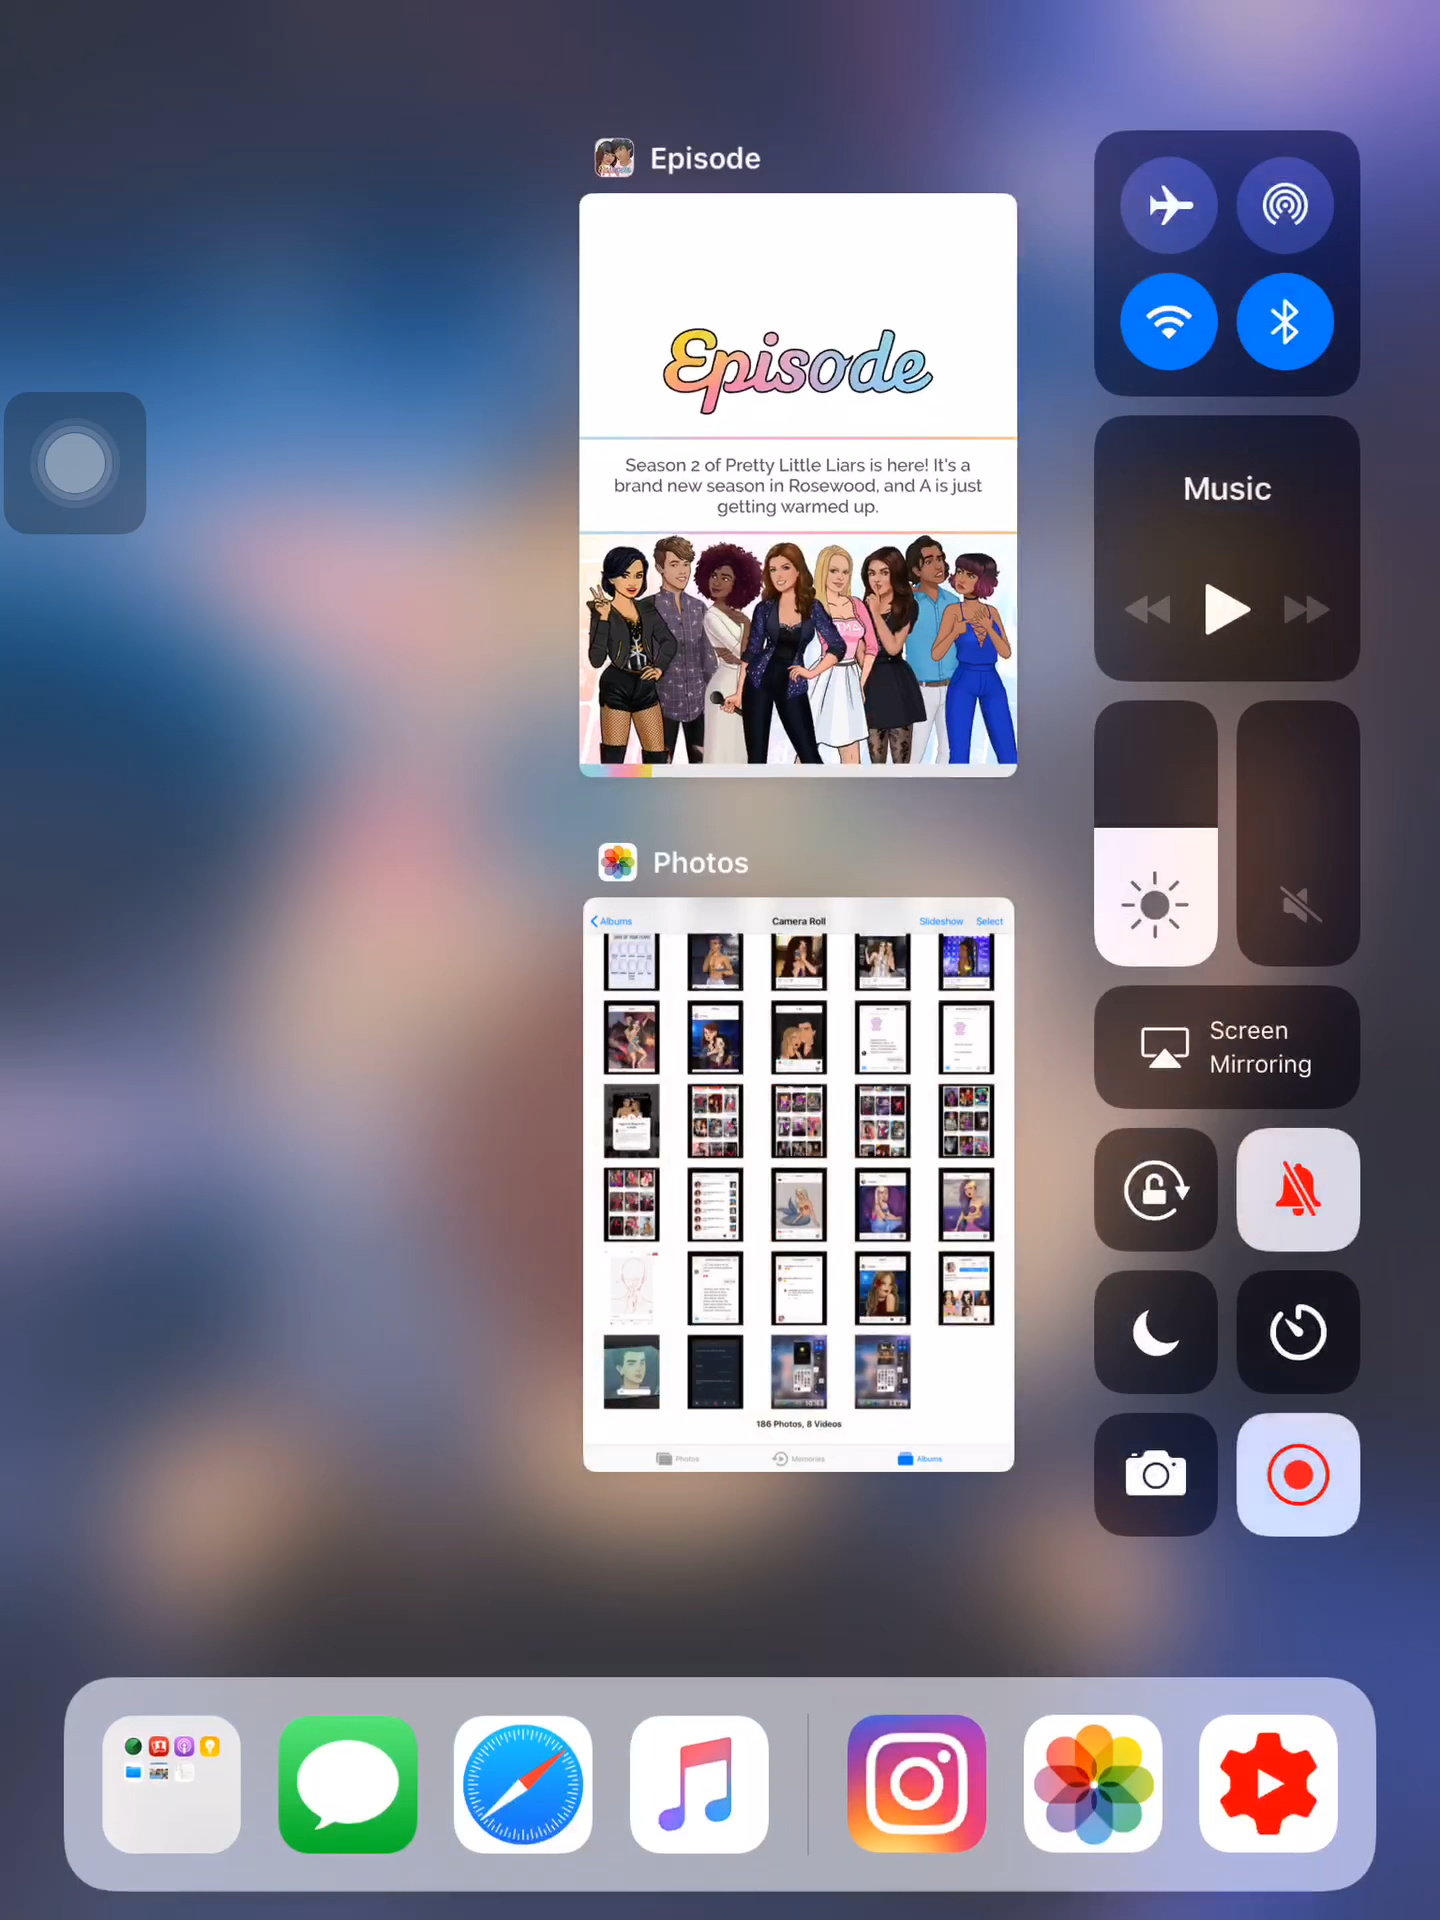 Episode
Episode
Season 2 of Pretty Little Liars is here! It's a
brand new season in Rosewood, and A is just
getting warmed up.
Music
Photos
Albums
Camera Roll
Slideshow
Select
Screen
Mirroring
186 Photos, 8 Videos
Photos
Memories
Albums